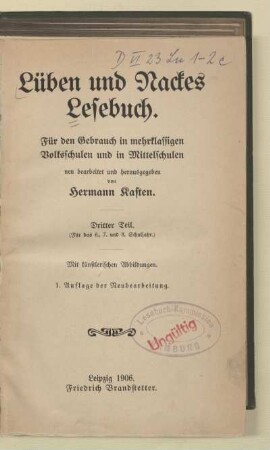 D II 23 Lu 1-2c
Lüben und Nackes
Lesebuch.
Für den Gebrauch in mehrklassigen
Volksschulen und in Mittelschulen
neu bearbeitet und herausgegeben
von
Hermann Kasten.
Dritter Teil.
(Für das 6., 7. und 8. Schuljahr.)
Mit künstlerischen Abbildungen.
1. Auflage der Neubearbeitung.
Ungültig
Leipzig 1906.
Friedrich Brandstetter.